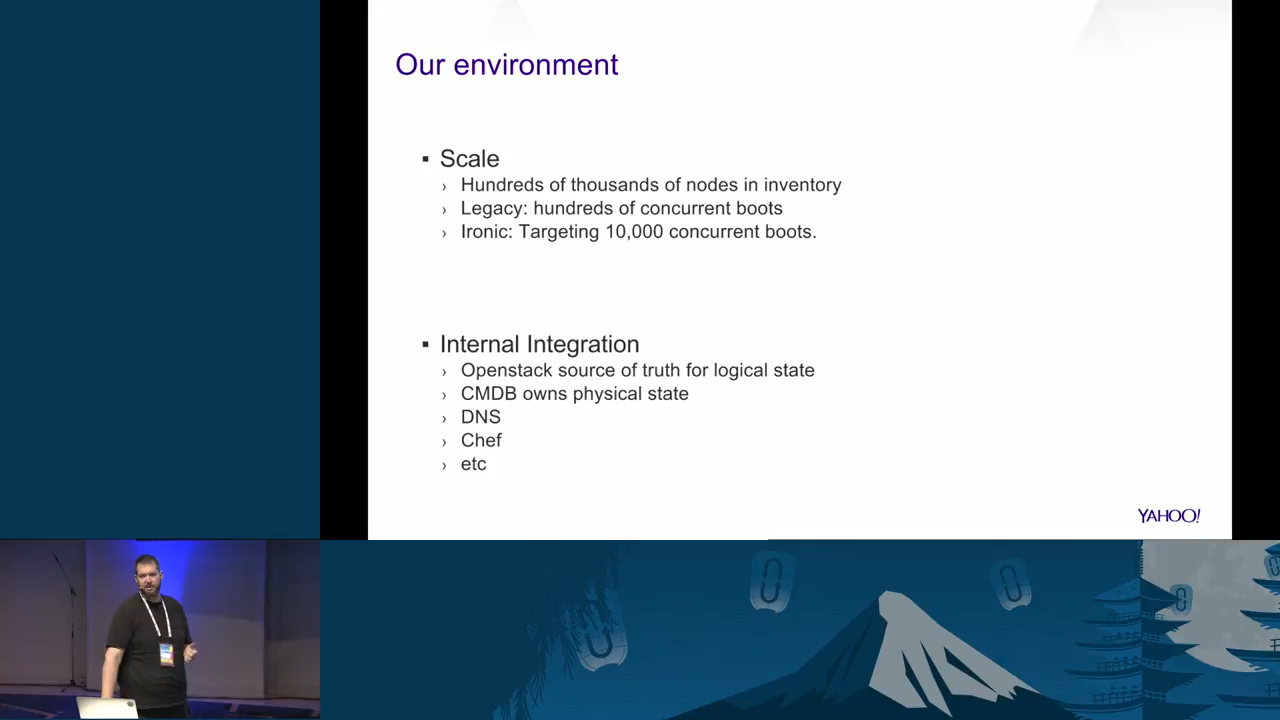 Our environment
▪ Scale
› Hundreds of thousands of nodes in inventory
› Legacy: hundreds of concurrent boots
› Ironic: Targeting 10,000 concurrent boots.
▪ Internal Integration
› Openstack source of truth for logical state
› CMDB owns physical state
› DNS
› Chef
› etc
YAHOO!